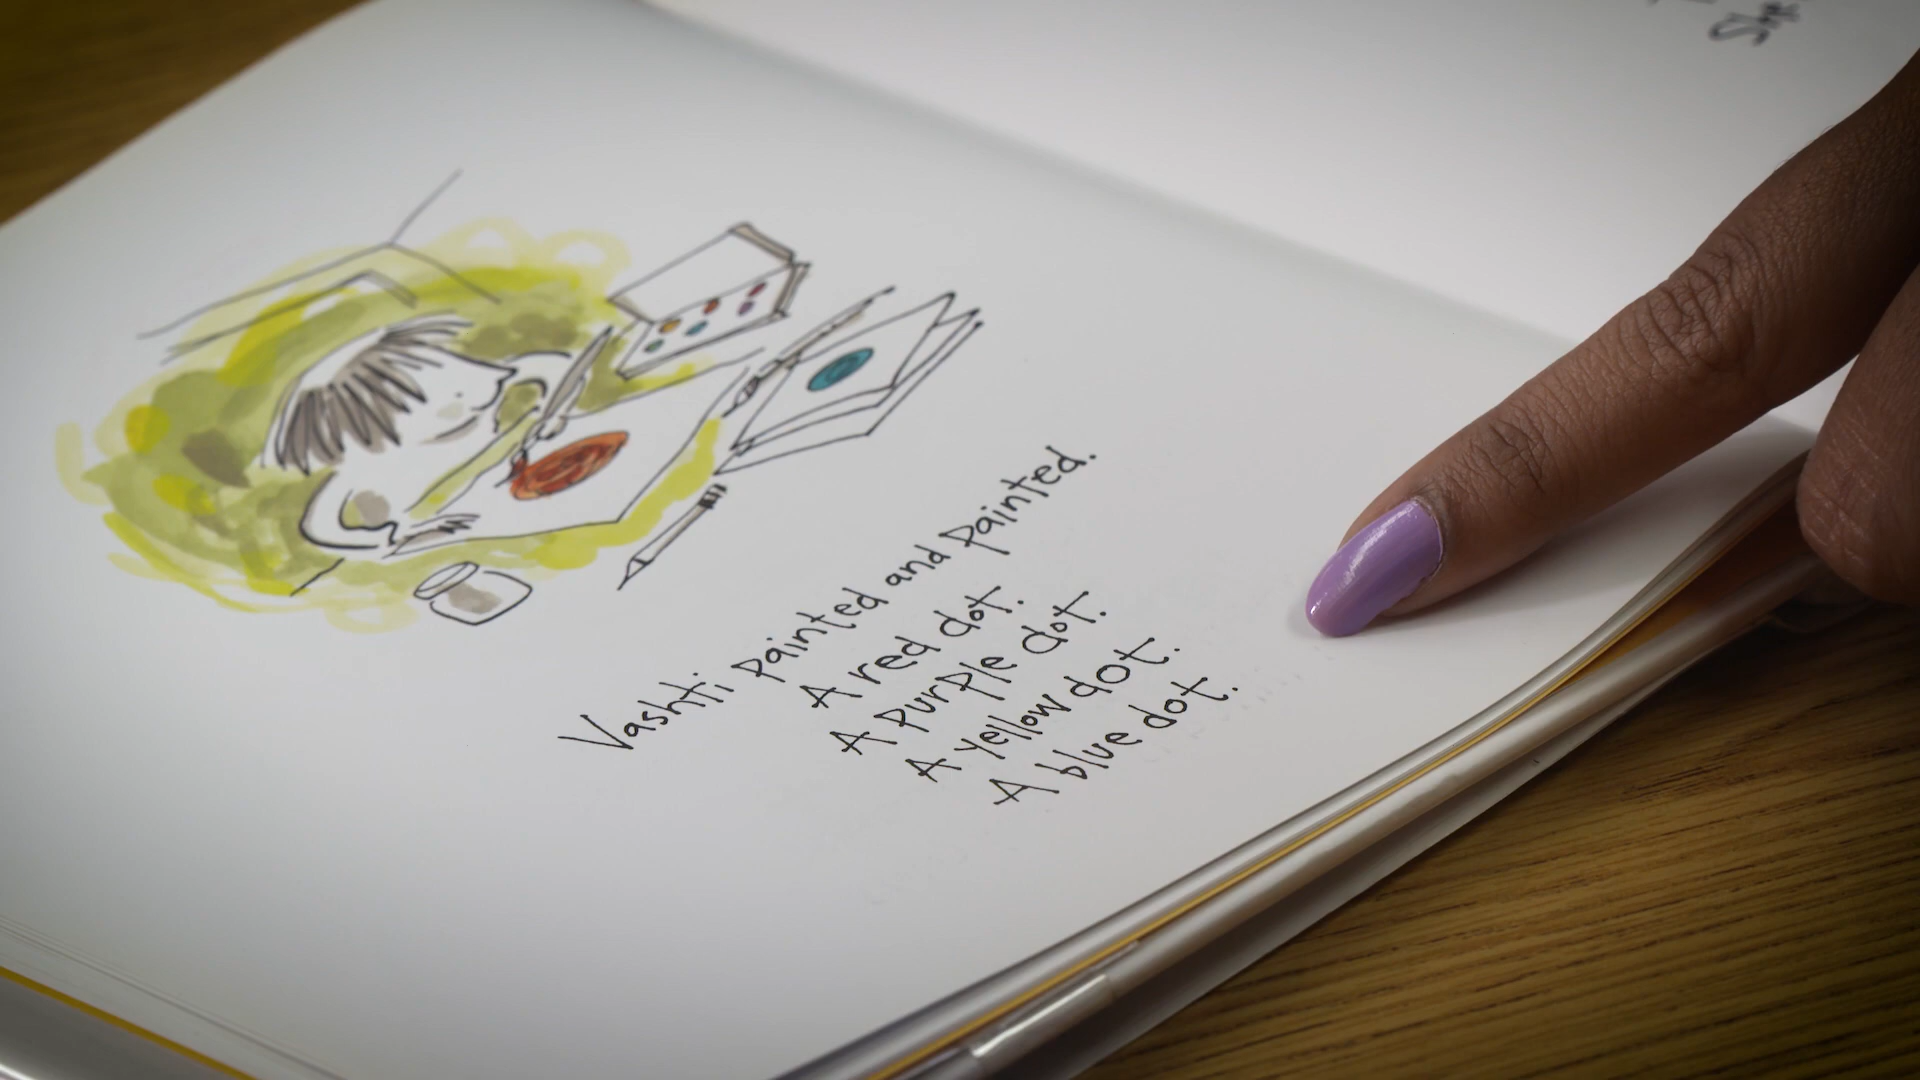 Vashti painted and painted.
A red dot.
A purple dot.
A yellow dot.
A blue dot.